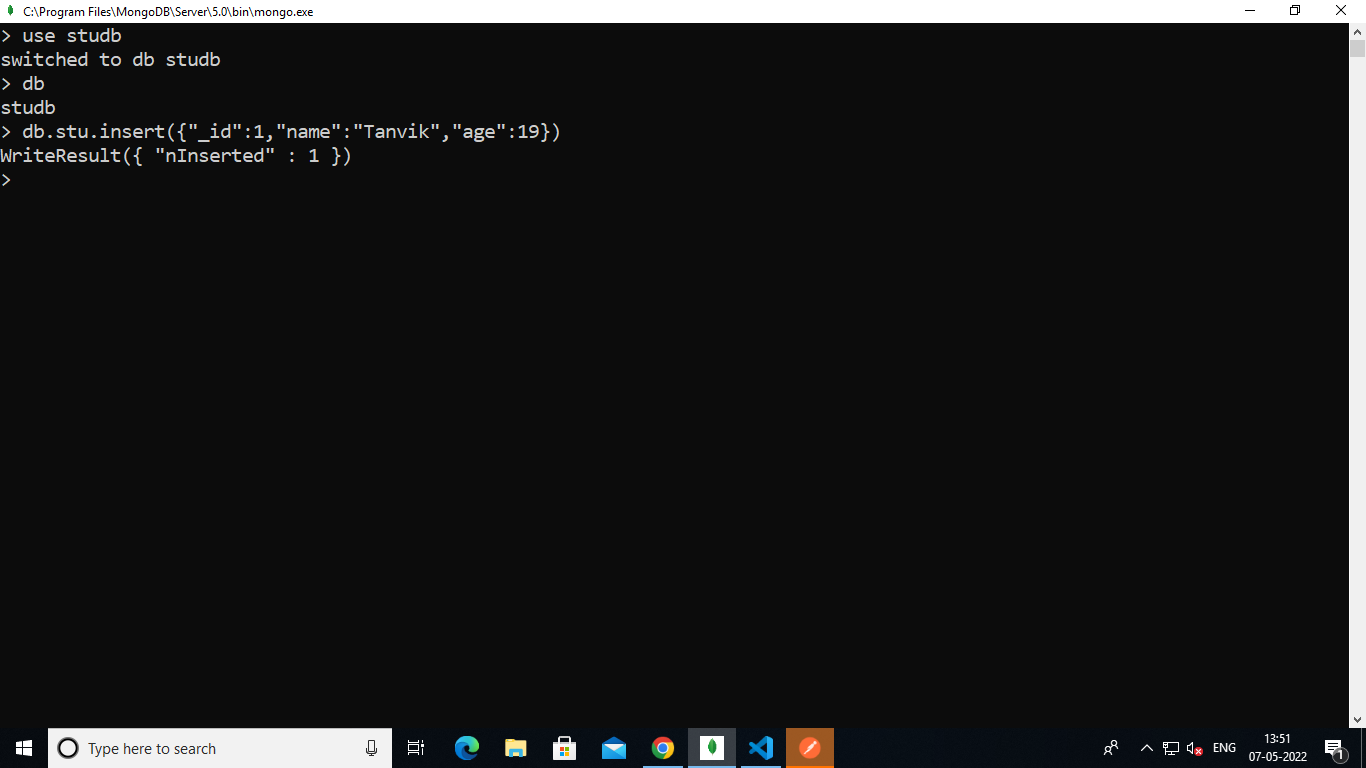 C:\Program Files\MongoDB\Server\5.0\bin\mongo.exe
> use studb
switched to db studb
> db
studb
> db.stu.insert({"_id":1,"name":"Tanvik","age":19})
WriteResult({ "nInserted" : 1 })
>
Type here to search
ENG
13:51
07-05-2022
1